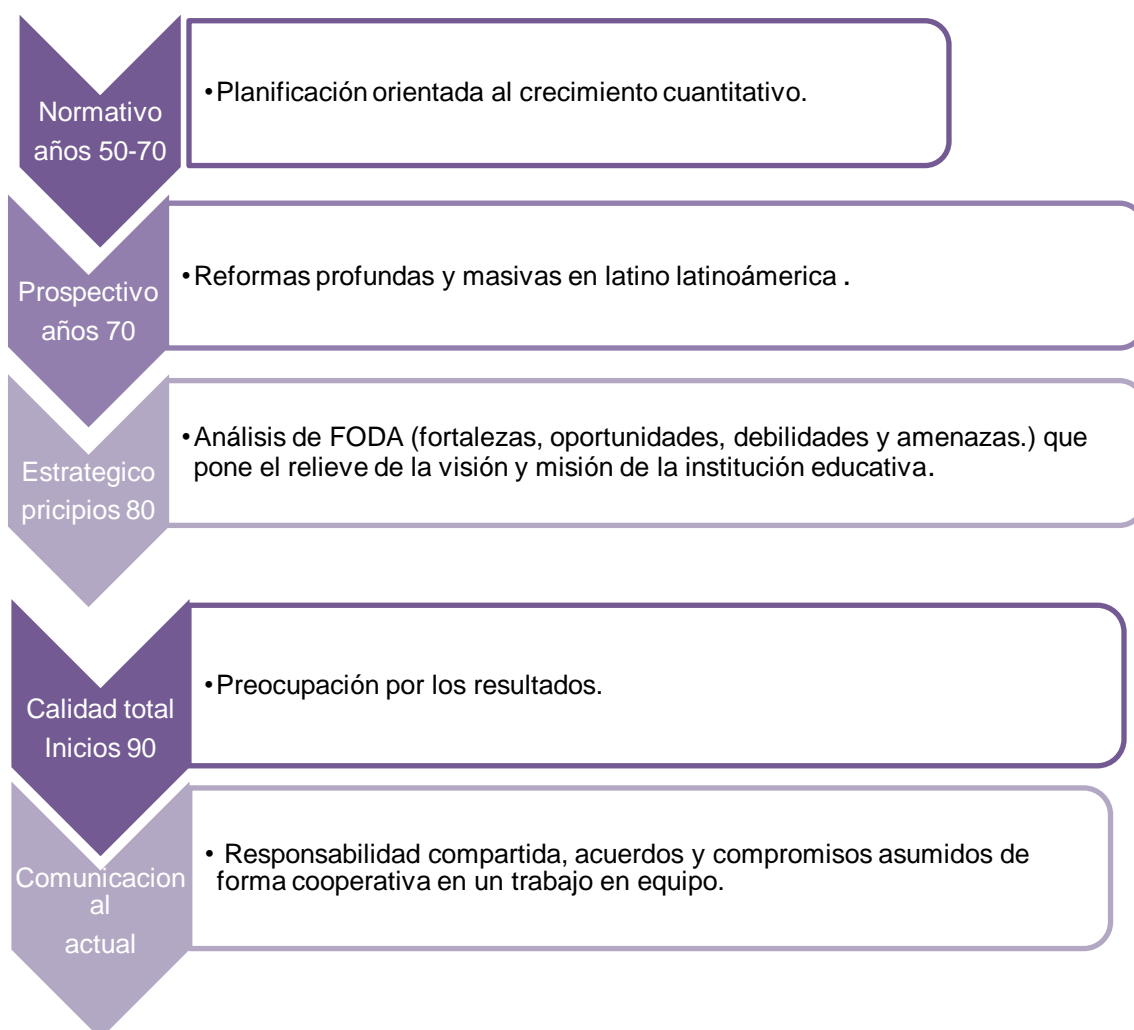 Normativo
años 50-70
•Planificación orientada al crecimiento cuantitativo.
Prospectivo
años 70
•Reformas profundas y masivas en latino latinoámerica .
Estrategico
pricipios 80
•Análisis de FODA (fortalezas, oportunidades, debilidades y amenazas.) que
pone el relieve de la visión y misión de la institución educativa.
Calidad total
Inicios 90
•Preocupación por los resultados.
Comunicacion
al
actual
• Responsabilidad compartida, acuerdos y compromisos asumidos de
forma cooperativa en un trabajo en equipo.